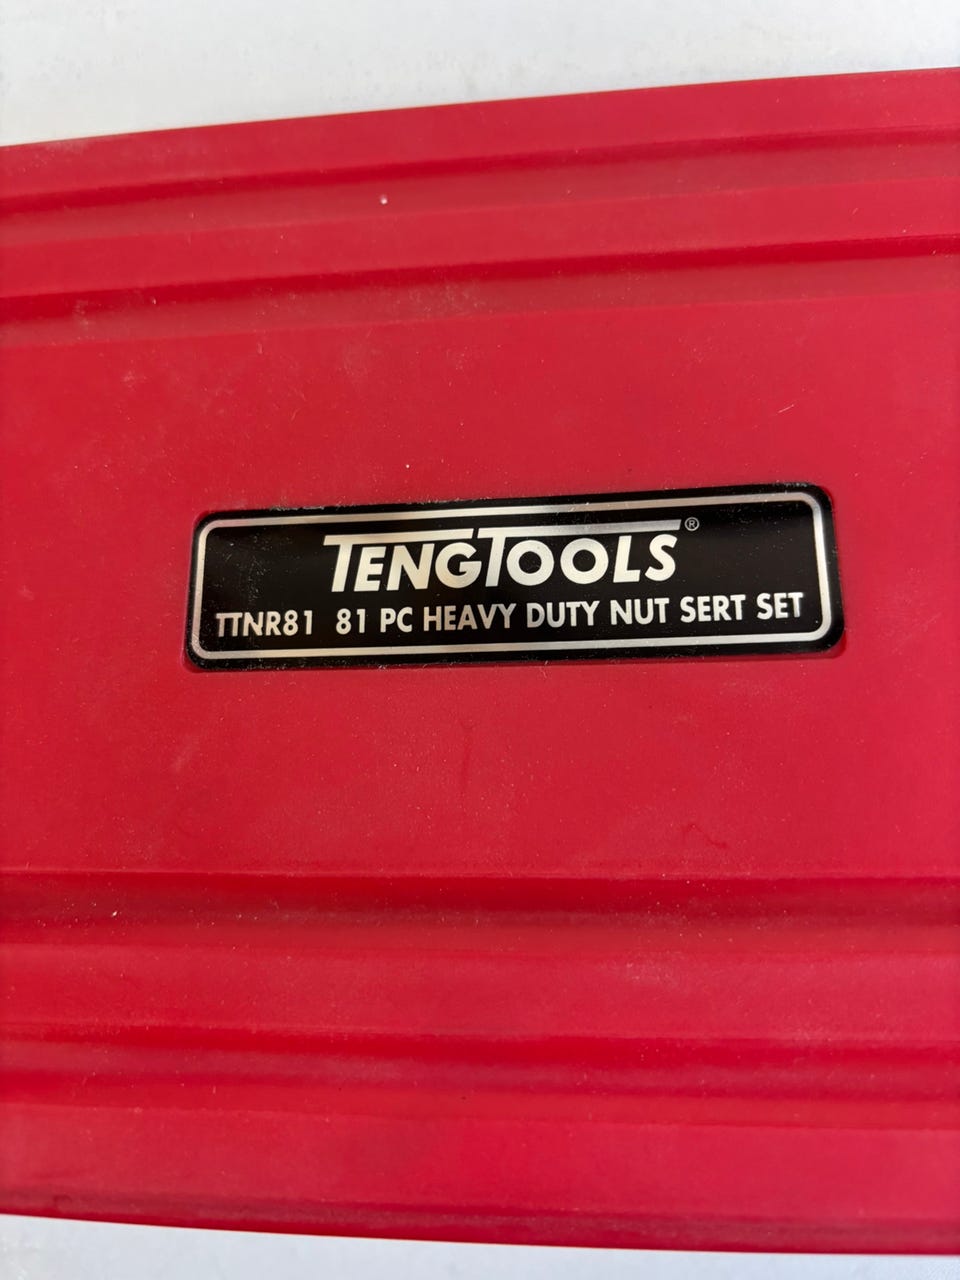 TENGTOOLS®
TTNR81 81 PC HEAVY DUTY NUT SERT SET